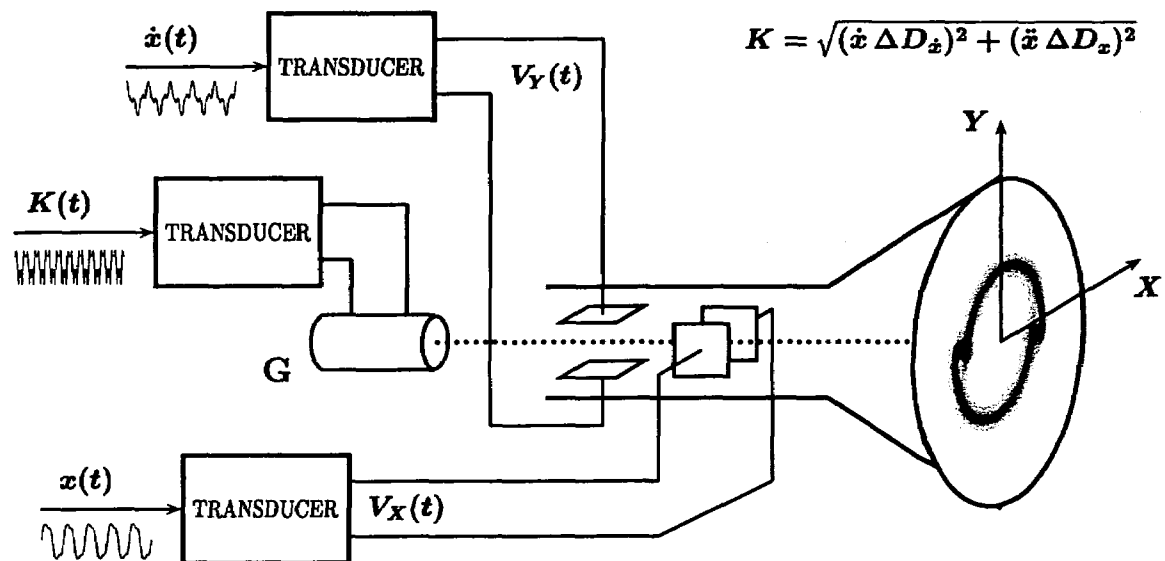 ẋ(t)
TRANSDUCER
V_Y(t)
K = √((ẋ ΔD_ẋ)² + (ẍ ΔD_x)²)
Y
K(t)
TRANSDUCER
X
G
x(t)
TRANSDUCER
V_X(t)